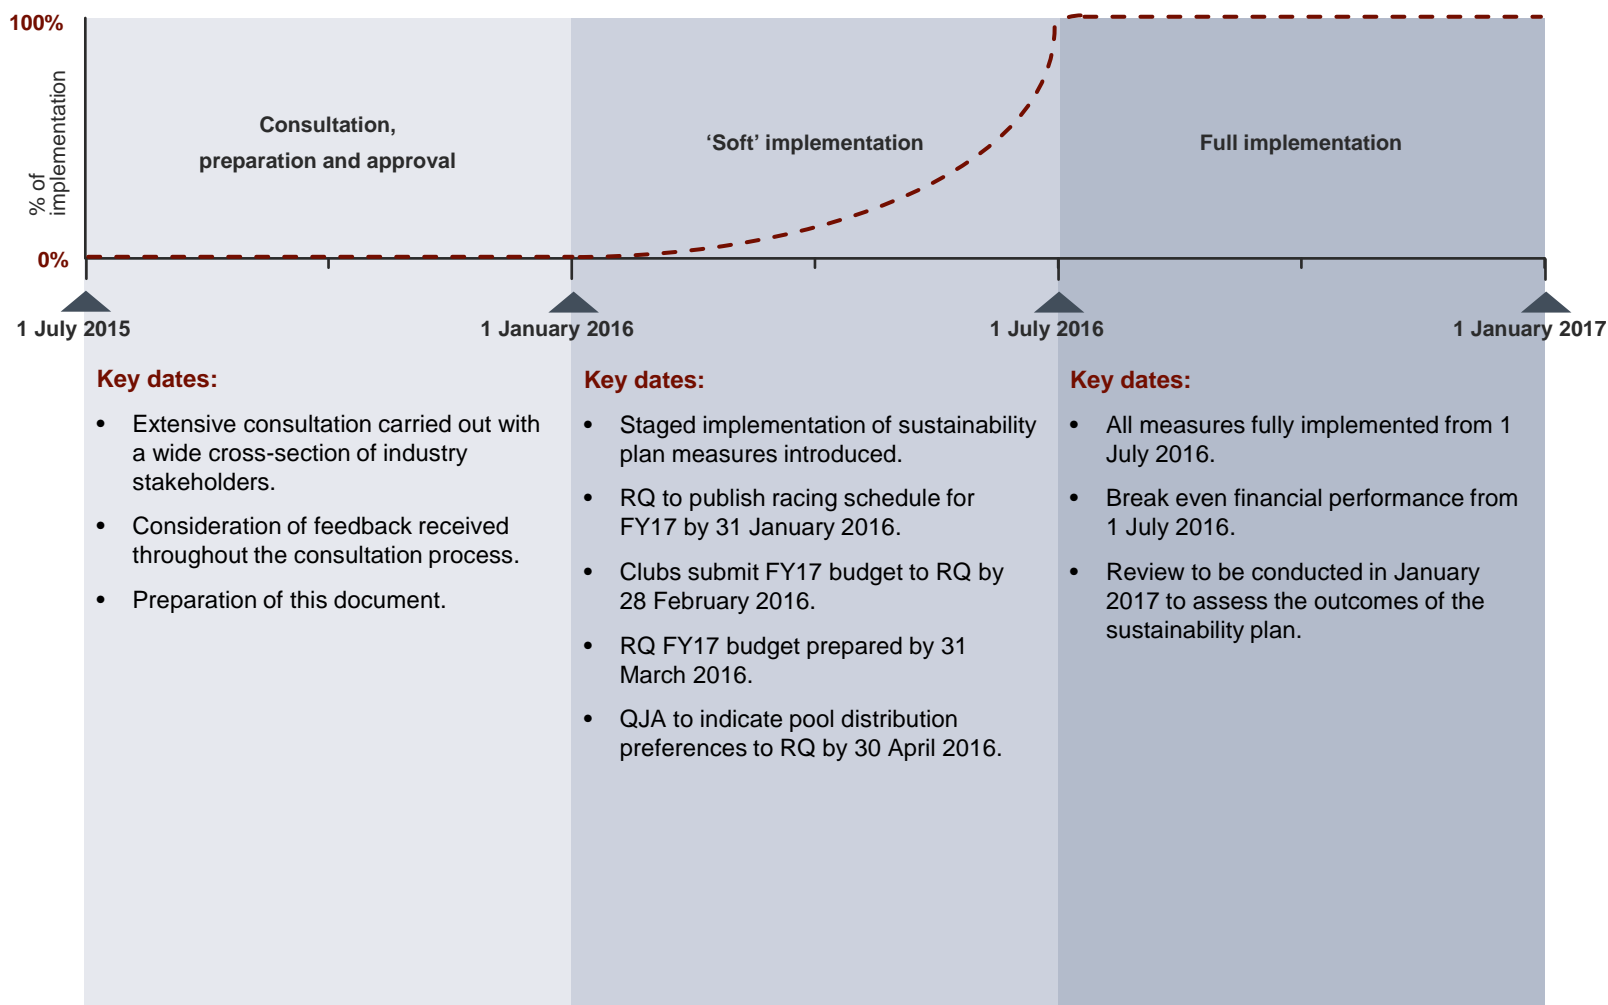 100%
% of
implementation
0%
Consultation,
preparation and approval
‘Soft’ implementation
Full implementation
1 July 2015
1 January 2016
1 July 2016
1 January 2017
Key dates:
• Extensive consultation carried out with
a wide cross-section of industry
stakeholders.
• Consideration of feedback received
throughout the consultation process.
• Preparation of this document.
Key dates:
• Staged implementation of sustainability
plan measures introduced.
• RQ to publish racing schedule for
FY17 by 31 January 2016.
• Clubs submit FY17 budget to RQ by
28 February 2016.
• RQ FY17 budget prepared by 31
March 2016.
• QJA to indicate pool distribution
preferences to RQ by 30 April 2016.
Key dates:
• All measures fully implemented from 1
July 2016.
• Break even financial performance from
1 July 2016.
• Review to be conducted in January
2017 to assess the outcomes of the
sustainability plan.